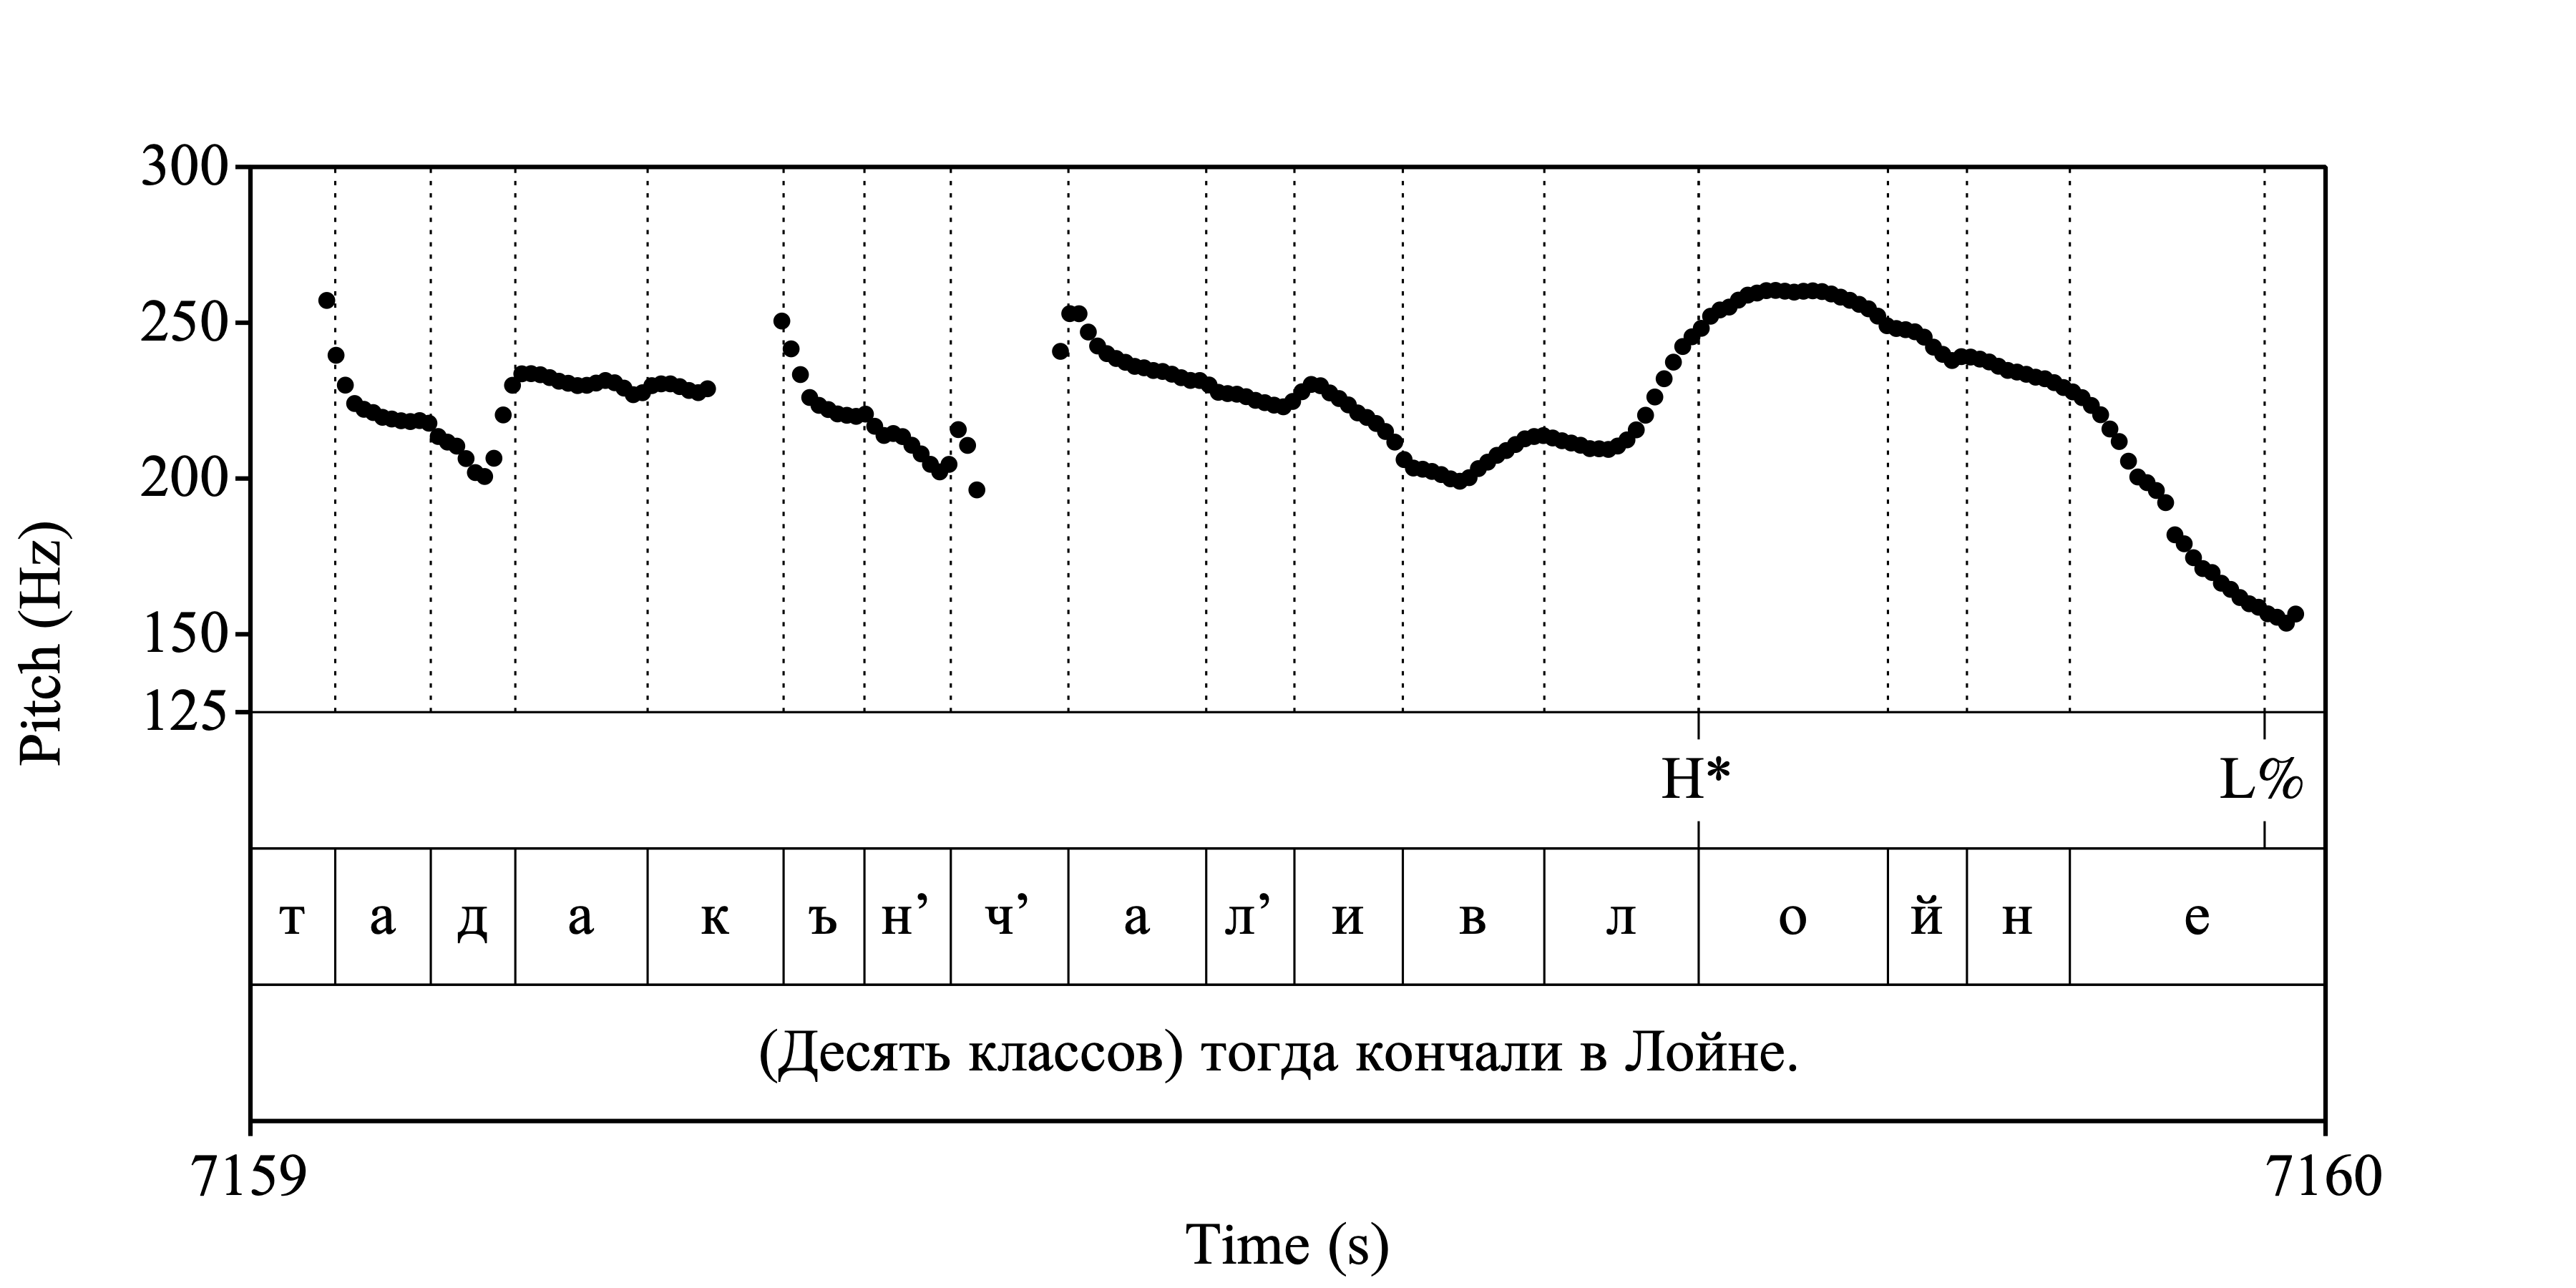 300
250
200
150
125
Pitch (Hz)
H* L%
т а д а к ъ н’ ч’ а л’ и в л о й н е
(Десять классов) тогда кончали в Лойне.
7159 7160
Time (s)